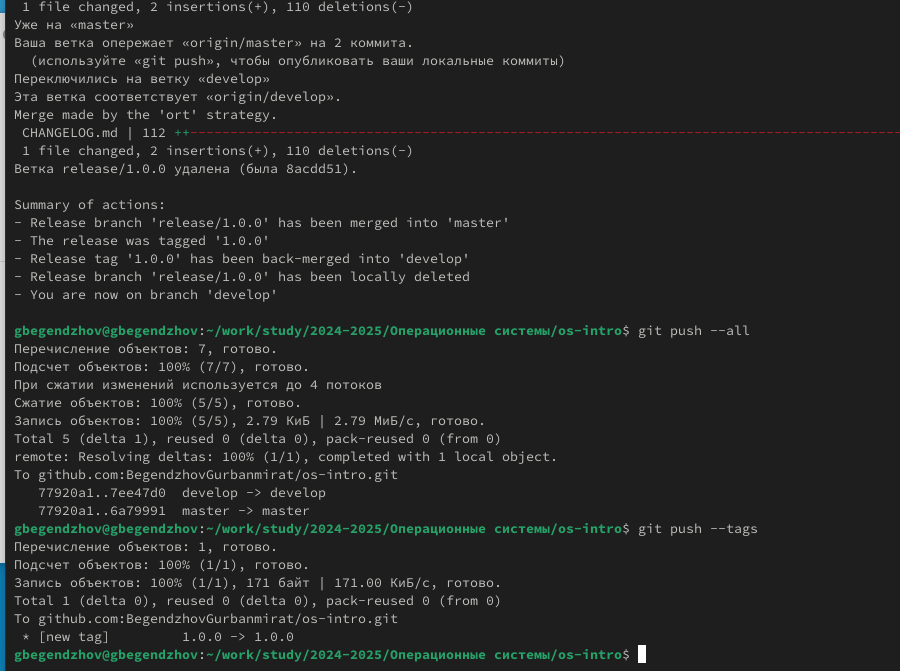 1 file changed, 2 insertions(+), 110 deletions(-)
Уже на «master»
Ваша ветка опережает «origin/master» на 2 коммита.
  (используйте «git push», чтобы опубликовать ваши локальные коммиты)
Переключились на ветку «develop»
Эта ветка соответствует «origin/develop».
Merge made by the 'ort' strategy.
 CHANGELOG.md | 112 ++----------------------------------------------------------------------------------------
 1 file changed, 2 insertions(+), 110 deletions(-)
Ветка release/1.0.0 удалена (была 8acdd51).

Summary of actions:
- Release branch 'release/1.0.0' has been merged into 'master'
- The release was tagged '1.0.0'
- Release tag '1.0.0' has been back-merged into 'develop'
- Release branch 'release/1.0.0' has been locally deleted
- You are now on branch 'develop'

gbegendzhov@gbegendzhov:~/work/study/2024-2025/Операционные системы/os-intro$ git push --all
Перечисление объектов: 7, готово.
Подсчет объектов: 100% (7/7), готово.
При сжатии изменений используется до 4 потоков
Сжатие объектов: 100% (5/5), готово.
Запись объектов: 100% (5/5), 2.79 КиБ | 2.79 МиБ/с, готово.
Total 5 (delta 1), reused 0 (delta 0), pack-reused 0 (from 0)
remote: Resolving deltas: 100% (1/1), completed with 1 local object.
To github.com:BegendzhovGurbanmirat/os-intro.git
   77920a1..7ee47d0  develop -> develop
   77920a1..6a79991  master -> master
gbegendzhov@gbegendzhov:~/work/study/2024-2025/Операционные системы/os-intro$ git push --tags
Перечисление объектов: 1, готово.
Подсчет объектов: 100% (1/1), готово.
Запись объектов: 100% (1/1), 171 байт | 171.00 КиБ/с, готово.
Total 1 (delta 0), reused 0 (delta 0), pack-reused 0 (from 0)
To github.com:BegendzhovGurbanmirat/os-intro.git
 * [new tag]         1.0.0 -> 1.0.0
gbegendzhov@gbegendzhov:~/work/study/2024-2025/Операционные системы/os-intro$